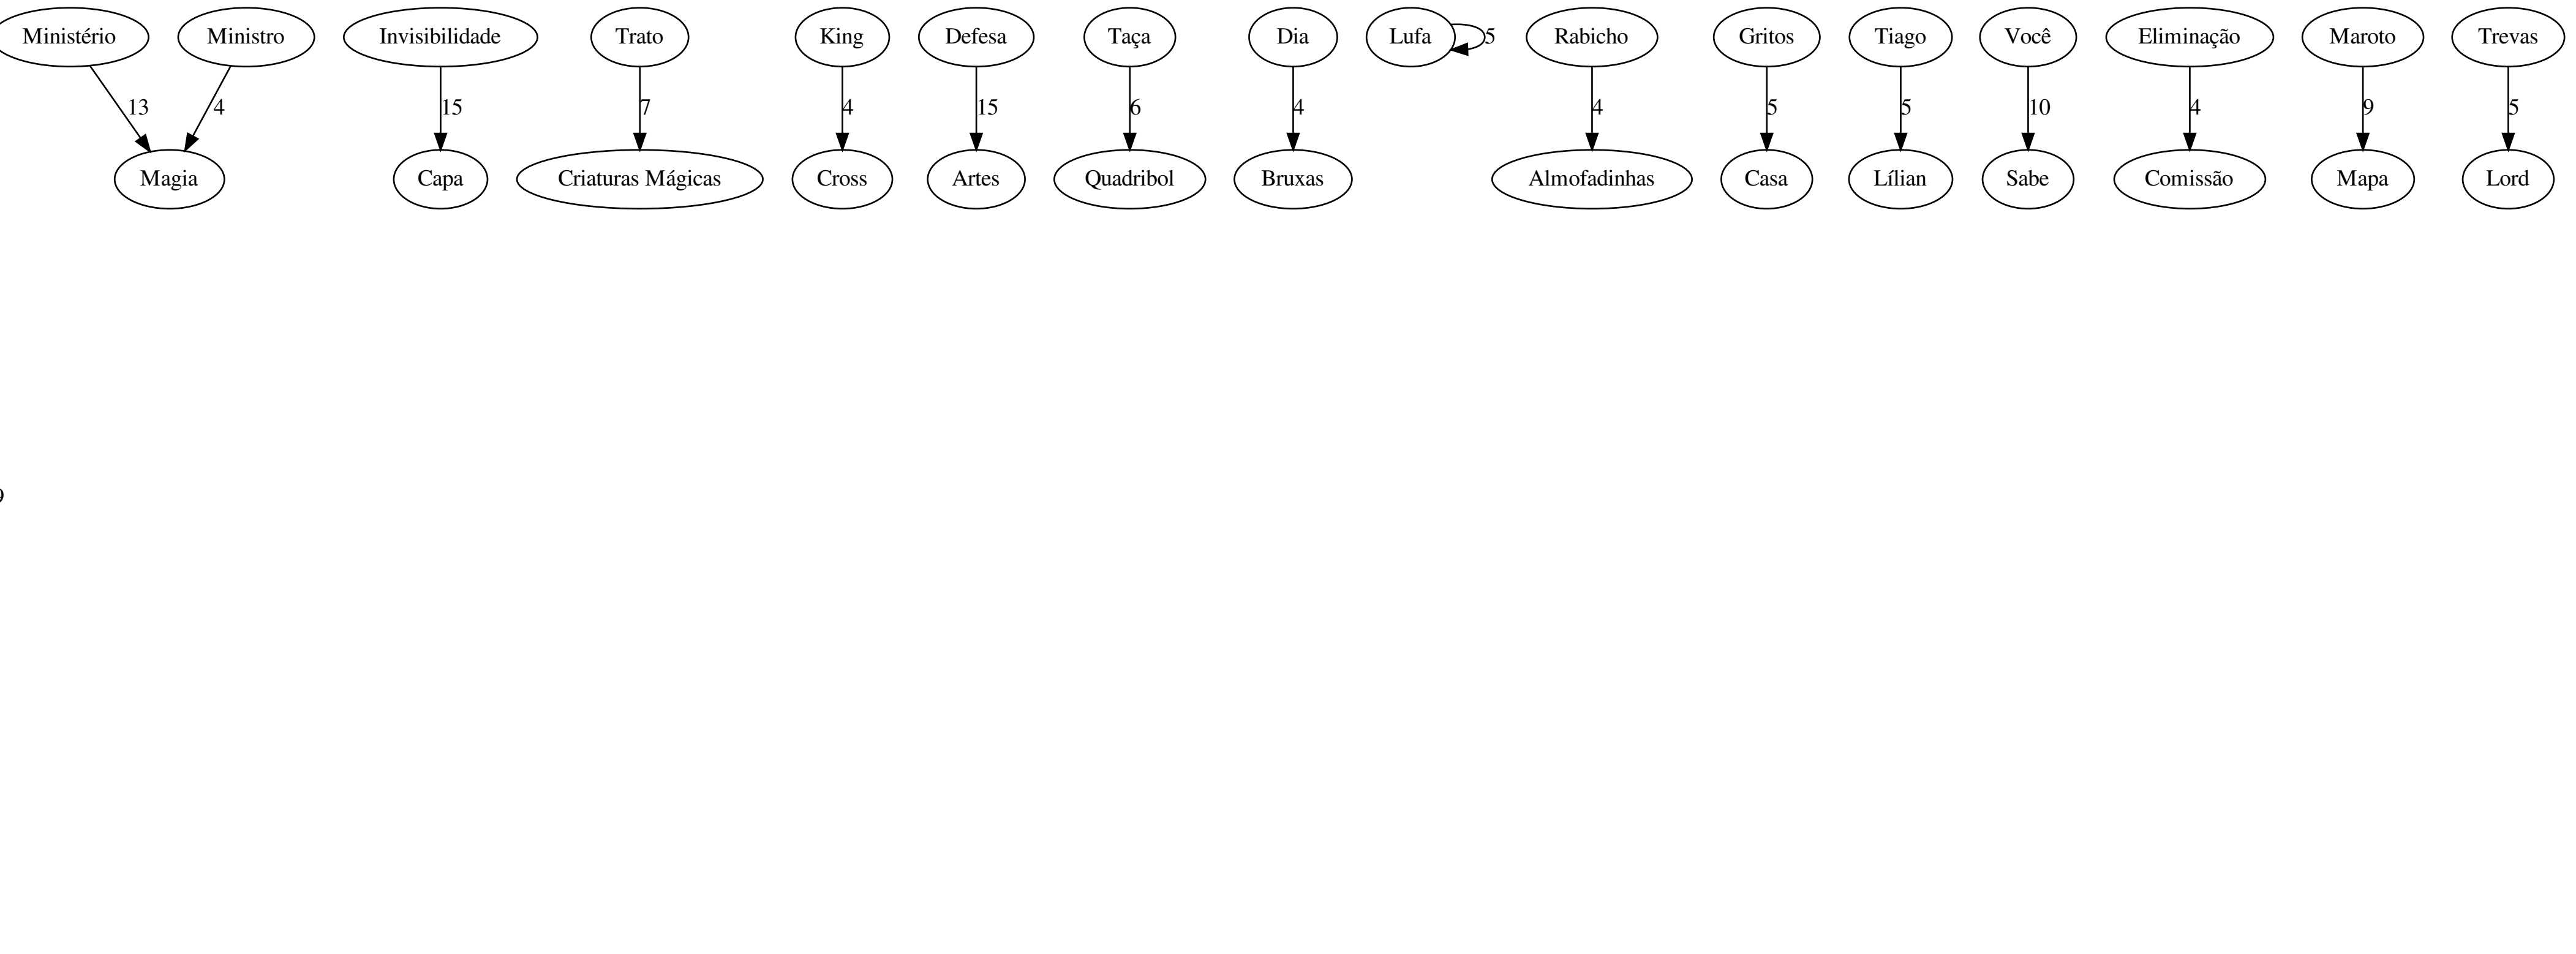 Ministério Ministro Invisibilidade Trato King Defesa Taça Dia Lufa 5 Rabicho Gritos Tiago Você Eliminação Maroto Trevas
13 4 15 7 4 15 6 4 4 5 5 10 4 9 5
Magia Capa Criaturas Mágicas Cross Artes Quadribol Bruxas Almofadinhas Casa Lílian Sabe Comissão Mapa Lord